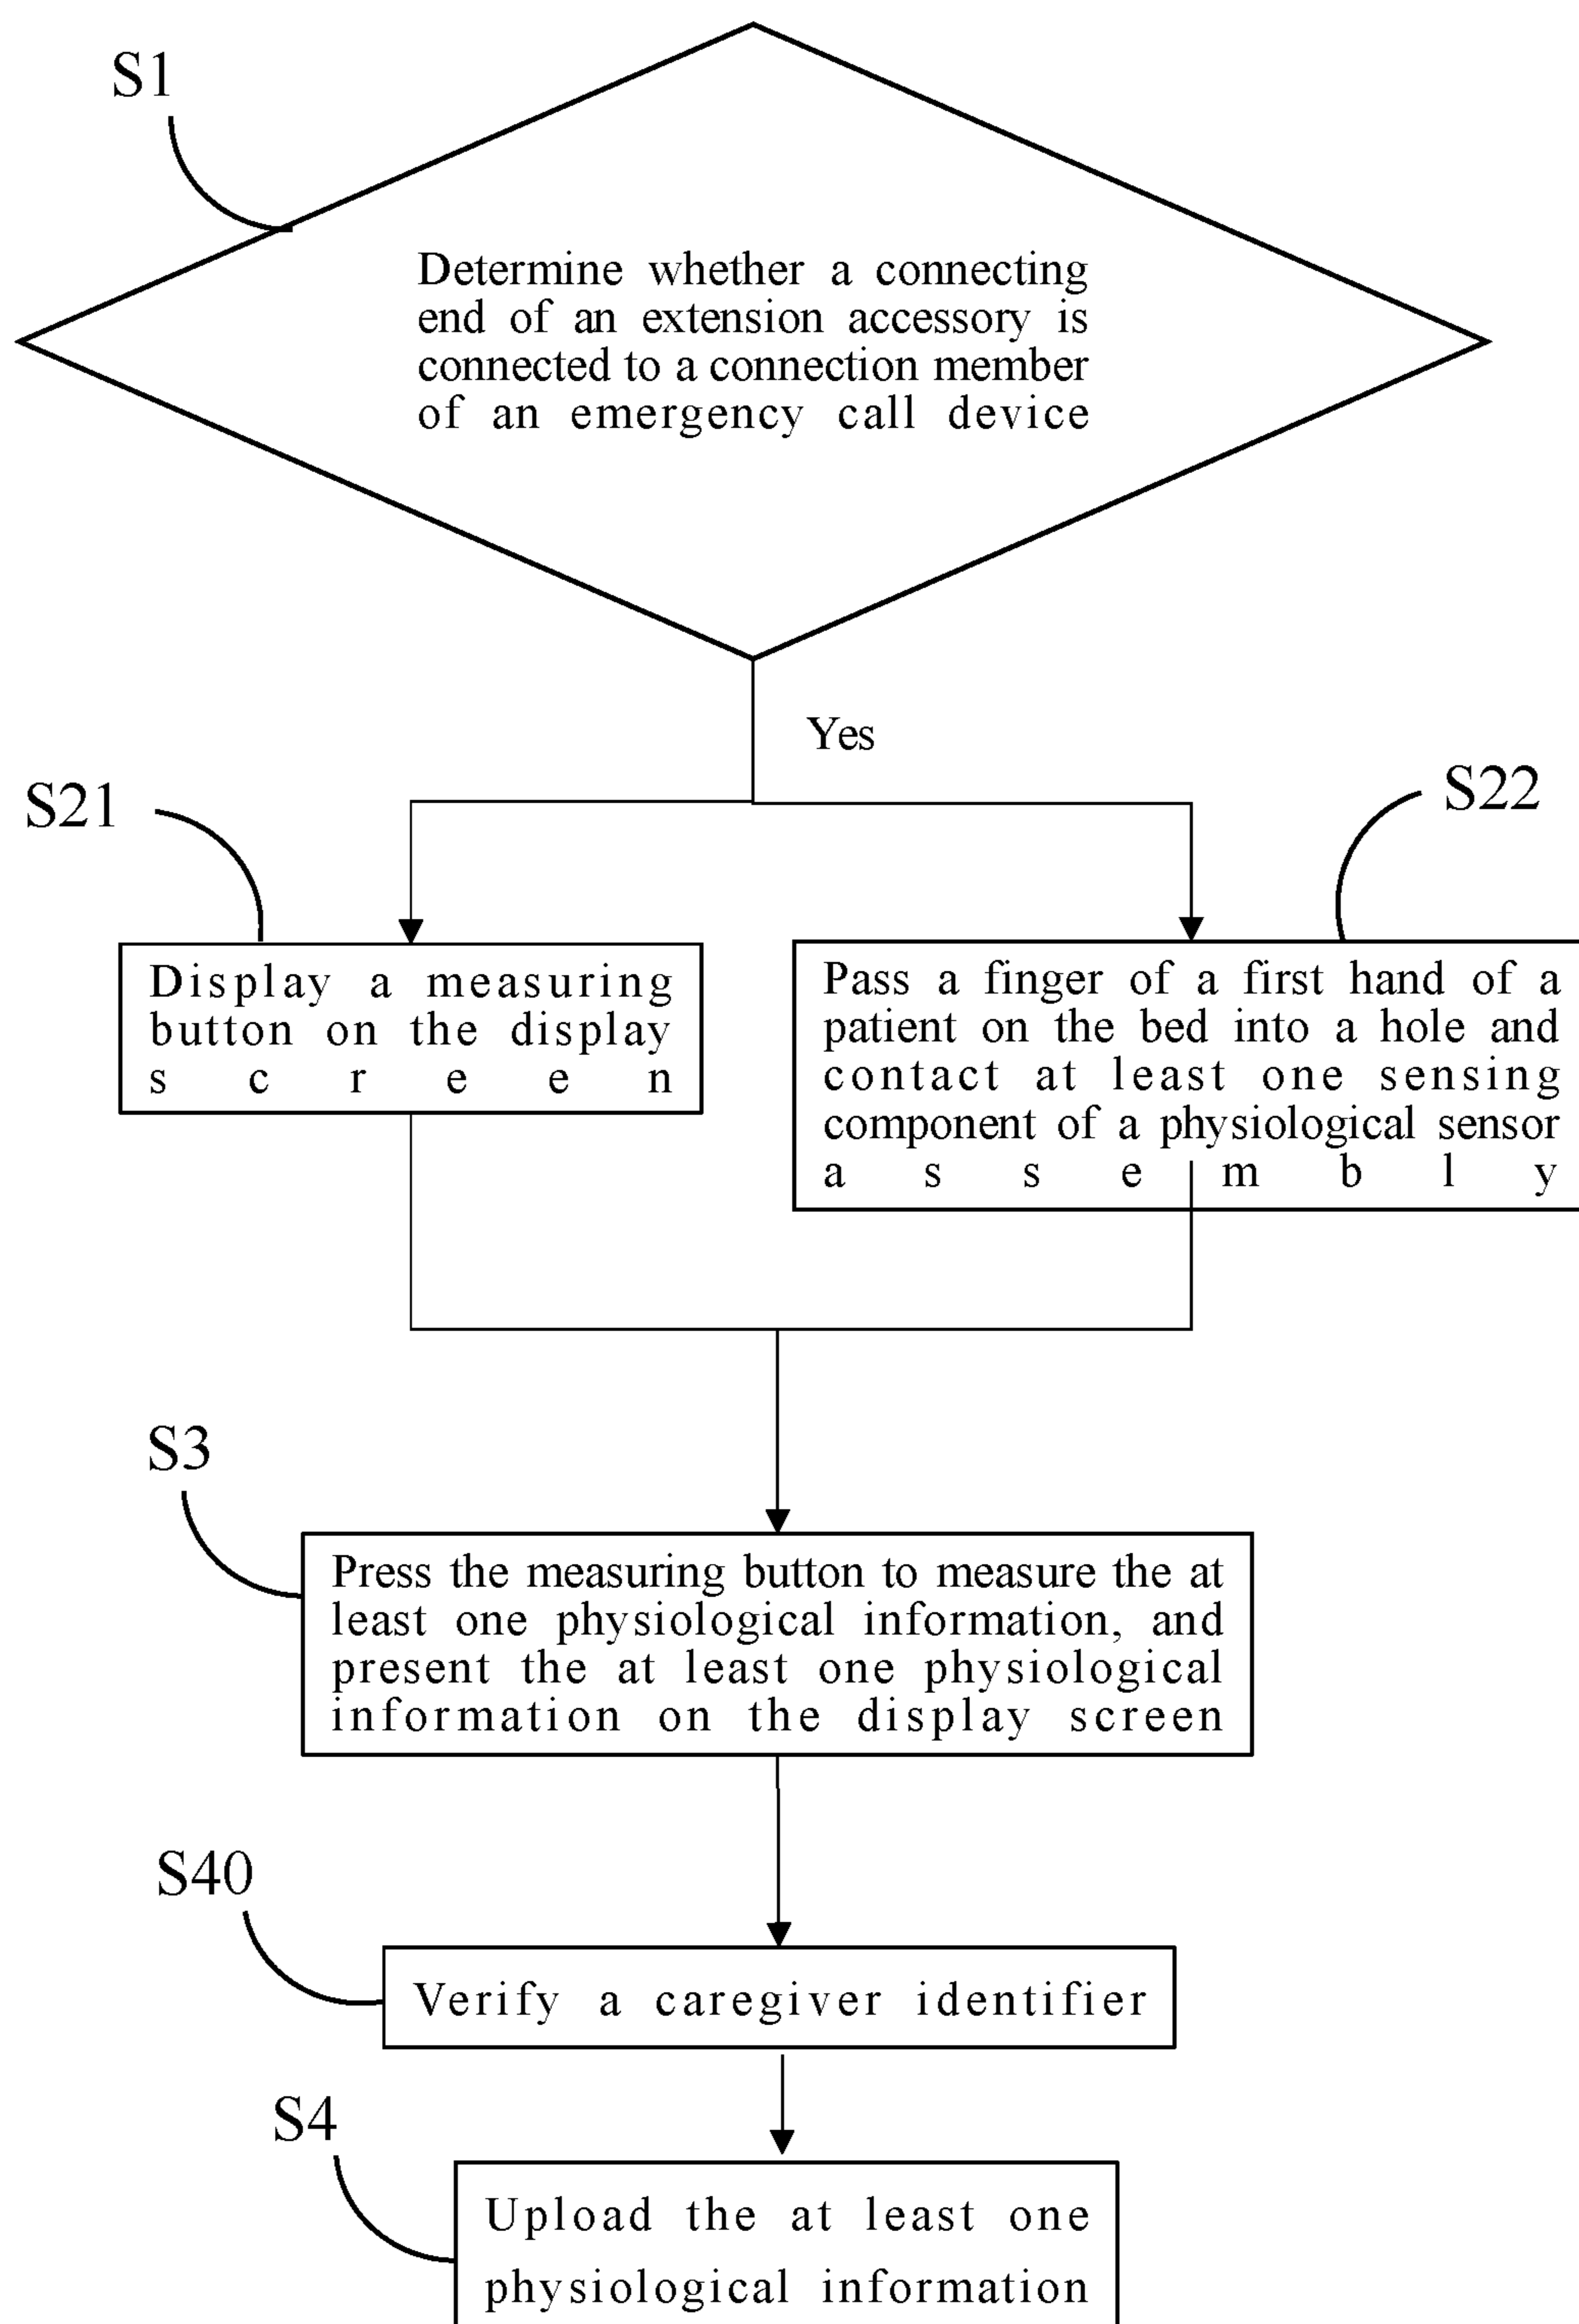 S1
Determine whether a connecting
end of an extension accessory is
connected to a connection member
of an emergency call device
Yes
S21
S22
Display a measuring
button on the display
screen
Pass a finger of a first hand of a
patient on the bed into a hole and
contact at least one sensing
component of a physiological sensor
assembly
S3
Press the measuring button to measure the at
least one physiological information, and
present the at least one physiological
information on the display screen
S40
Verify a caregiver identifier
S4
Upload the at least one
physiological information